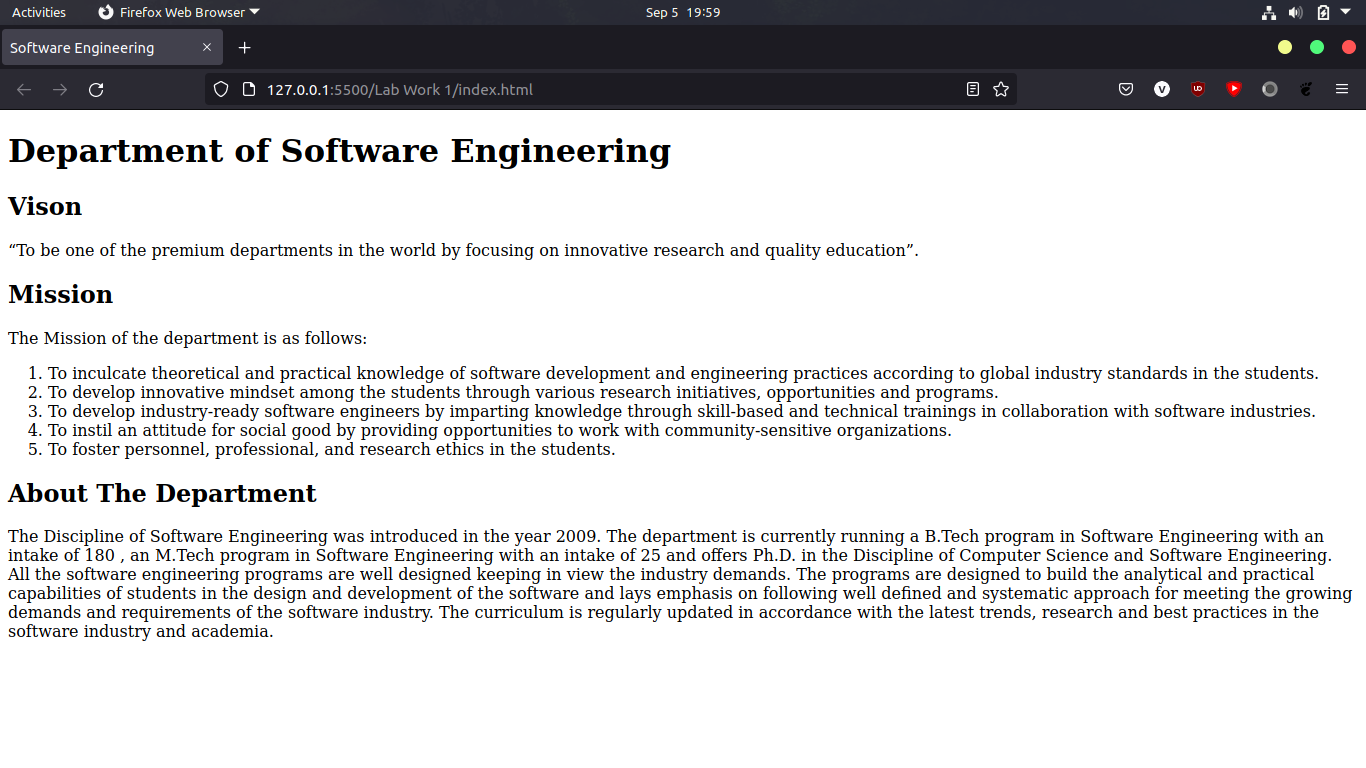 Activities Firefox Web Browser Sep 5 19:59
Software Engineering
127.0.0.1:5500/Lab Work 1/index.html V UD
Department of Software Engineering
Vison
“To be one of the premium departments in the world by focusing on innovative research and quality education”.
Mission
The Mission of the department is as follows:
1. To inculcate theoretical and practical knowledge of software development and engineering practices according to global industry standards in the students.
2. To develop innovative mindset among the students through various research initiatives, opportunities and programs.
3. To develop industry-ready software engineers by imparting knowledge through skill-based and technical trainings in collaboration with software industries.
4. To instil an attitude for social good by providing opportunities to work with community-sensitive organizations.
5. To foster personnel, professional, and research ethics in the students.
About The Department
The Discipline of Software Engineering was introduced in the year 2009. The department is currently running a B.Tech program in Software Engineering with an
intake of 180 , an M.Tech program in Software Engineering with an intake of 25 and offers Ph.D. in the Discipline of Computer Science and Software Engineering.
All the software engineering programs are well designed keeping in view the industry demands. The programs are designed to build the analytical and practical
capabilities of students in the design and development of the software and lays emphasis on following well defined and systematic approach for meeting the growing
demands and requirements of the software industry. The curriculum is regularly updated in accordance with the latest trends, research and best practices in the
software industry and academia.